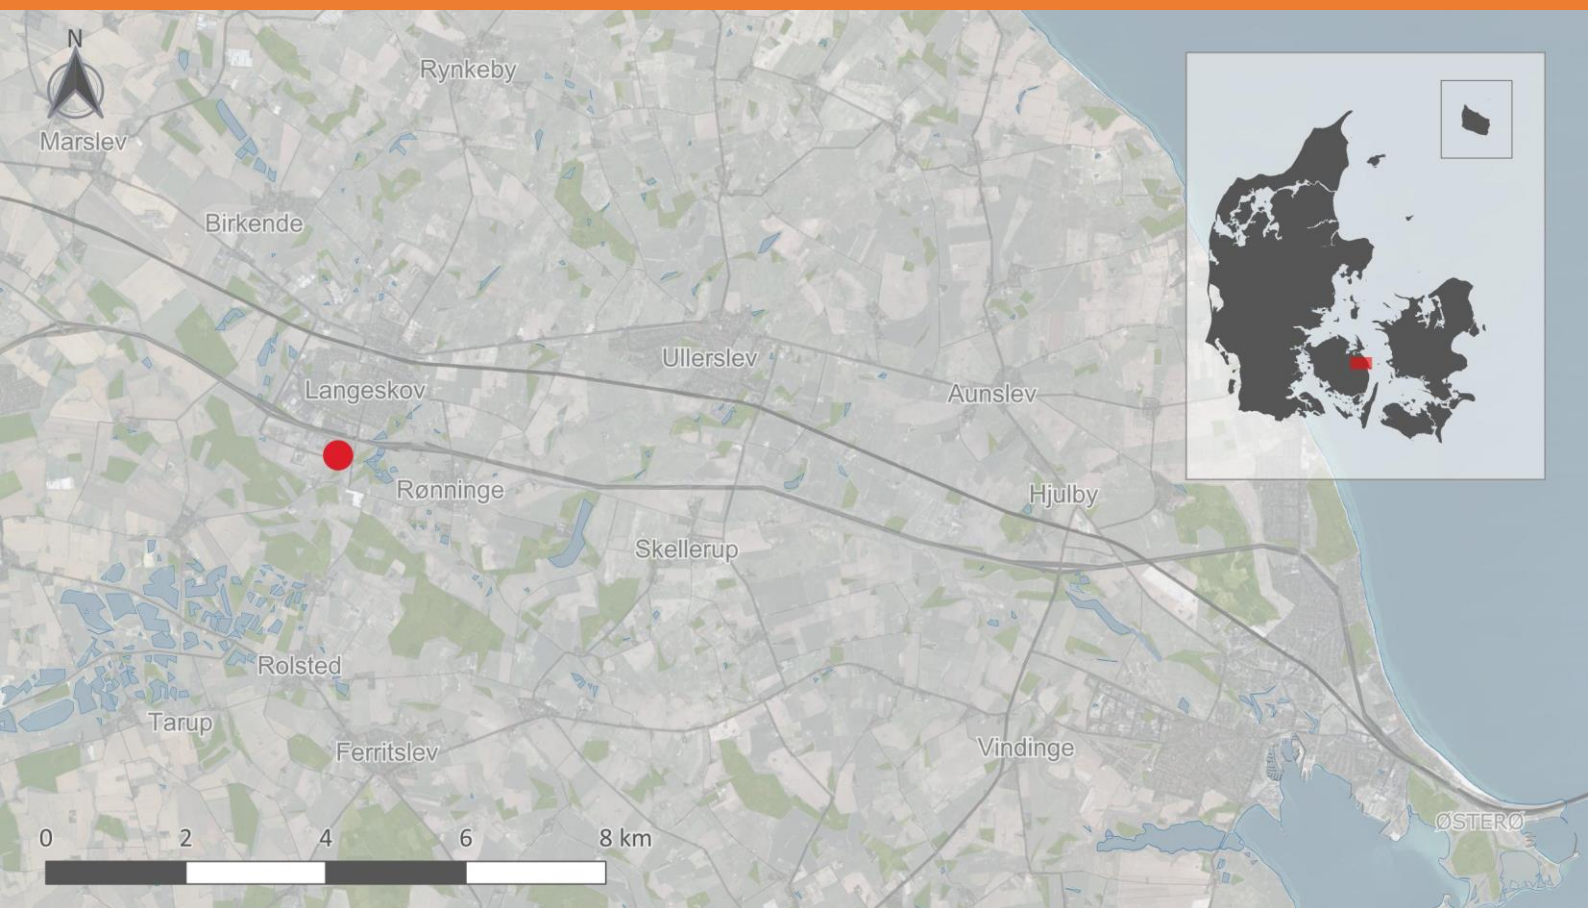 N
Rynkeby
Marslev
Birkende
Ullerslev
Langeskov
Aunslev
Rønninge
Hjulby
Skellerup
Rolsted
Tarup
Ferritslev
Vindinge
ØSTERØ
0 2 4 6 8 km